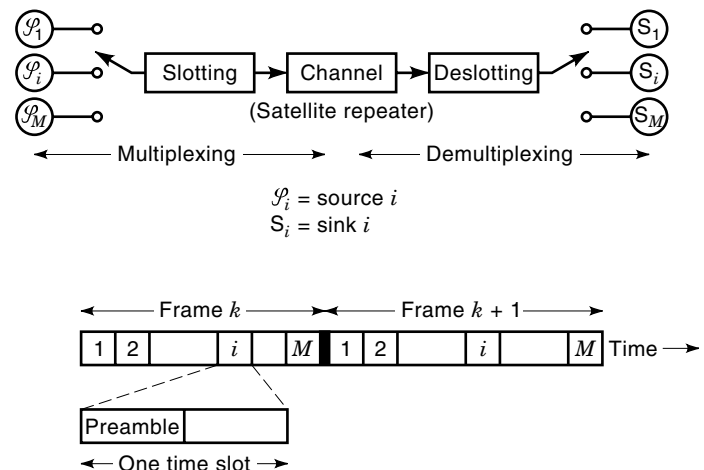 𝒮1 S1
𝒮i Slotting Channel Deslotting Si
𝒮M SM
(Satellite repeater)
Multiplexing Demultiplexing
𝒮i = source i
Si = sink i
Frame k Frame k + 1
1 2 i M 1 2 i M Time
Preamble
One time slot